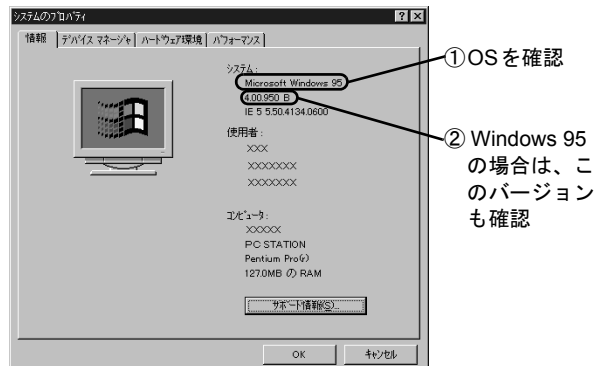 システムのプロパティ
情報 デバイス マネージャ ハードウェア環境 パフォーマンス
システム:
Microsoft Windows 95
4.00.950 B
IE 5 5.50.4134.0600
使用者:
XXX
XXXXXXX
XXXXXXX
コンピュータ:
XXXXX
PC STATION
Pentium Pro(r)
127.0MB の RAM
サポート情報(S)...
OK キャンセル
①OSを確認
② Windows 95
の場合は、こ
のバージョン
も確認